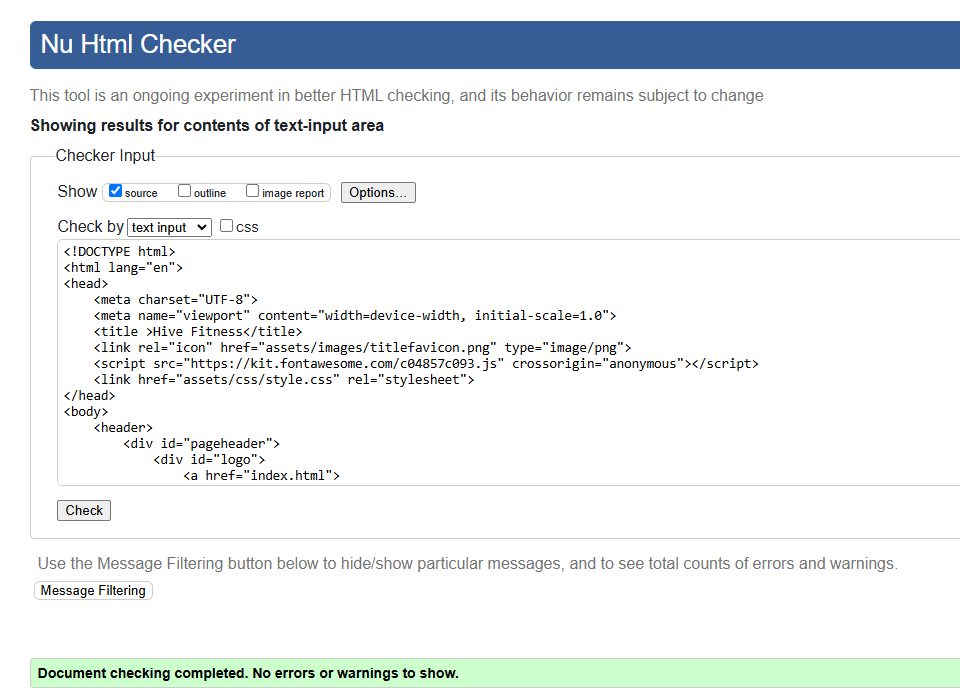 Nu Html Checker
This tool is an ongoing experiment in better HTML checking, and its behavior remains subject to change
Showing results for contents of text-input area
Checker Input
Show source outline image report Options...
Check by text input css
<!DOCTYPE html>
<html lang="en">
<head>
    <meta charset="UTF-8">
    <meta name="viewport" content="width=device-width, initial-scale=1.0">
    <title >Hive Fitness</title>
    <link rel="icon" href="assets/images/titlefavicon.png" type="image/png">
    <script src="https://kit.fontawesome.com/c04857c093.js" crossorigin="anonymous"></script>
    <link href="assets/css/style.css" rel="stylesheet">
</head>
<body>
    <header>
        <div id="pageheader">
            <div id="logo">
                <a href="index.html">
Check
Use the Message Filtering button below to hide/show particular messages, and to see total counts of errors and warnings.
Message Filtering
Document checking completed. No errors or warnings to show.